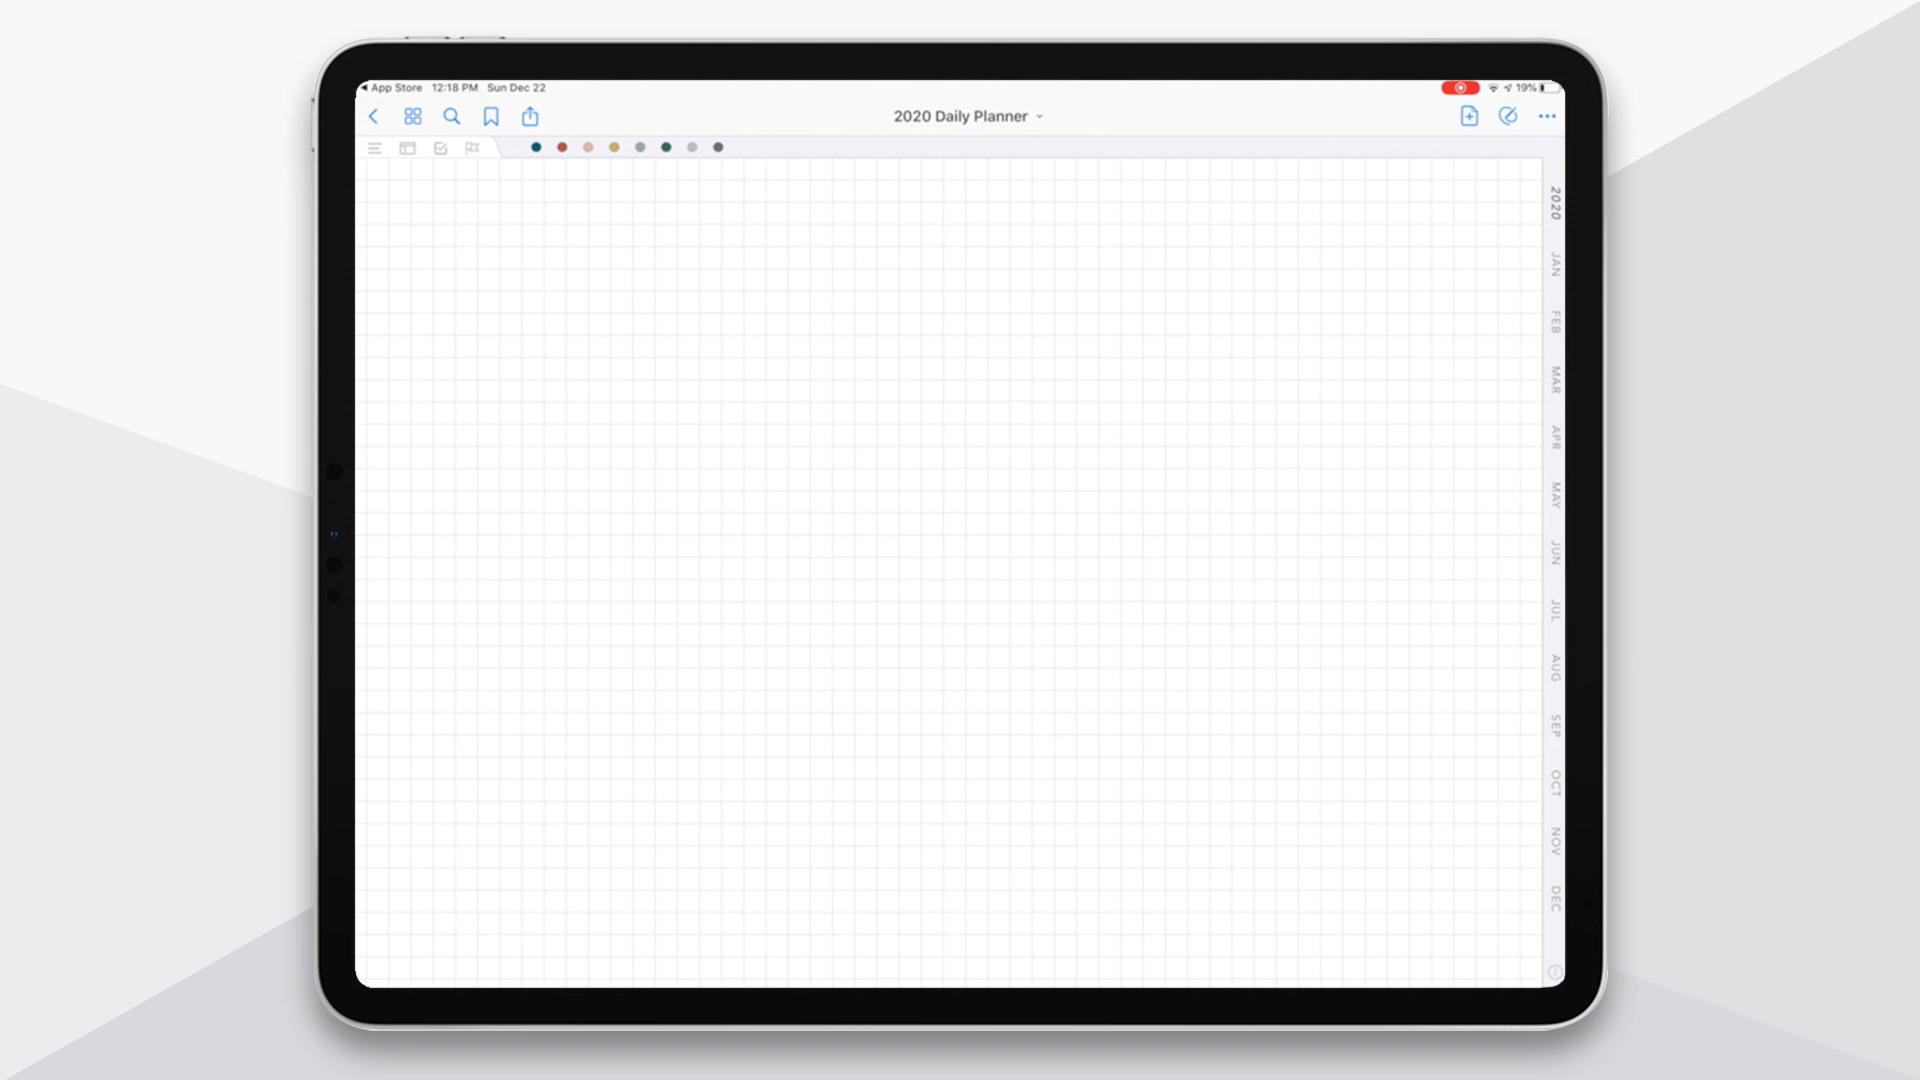 App Store 12:18 PM Sun Dec 22 19%
2020 Daily Planner
2020
JAN
FEB
MAR
APR
MAY
JUN
JUL
AUG
SEP
OCT
NOV
DEC